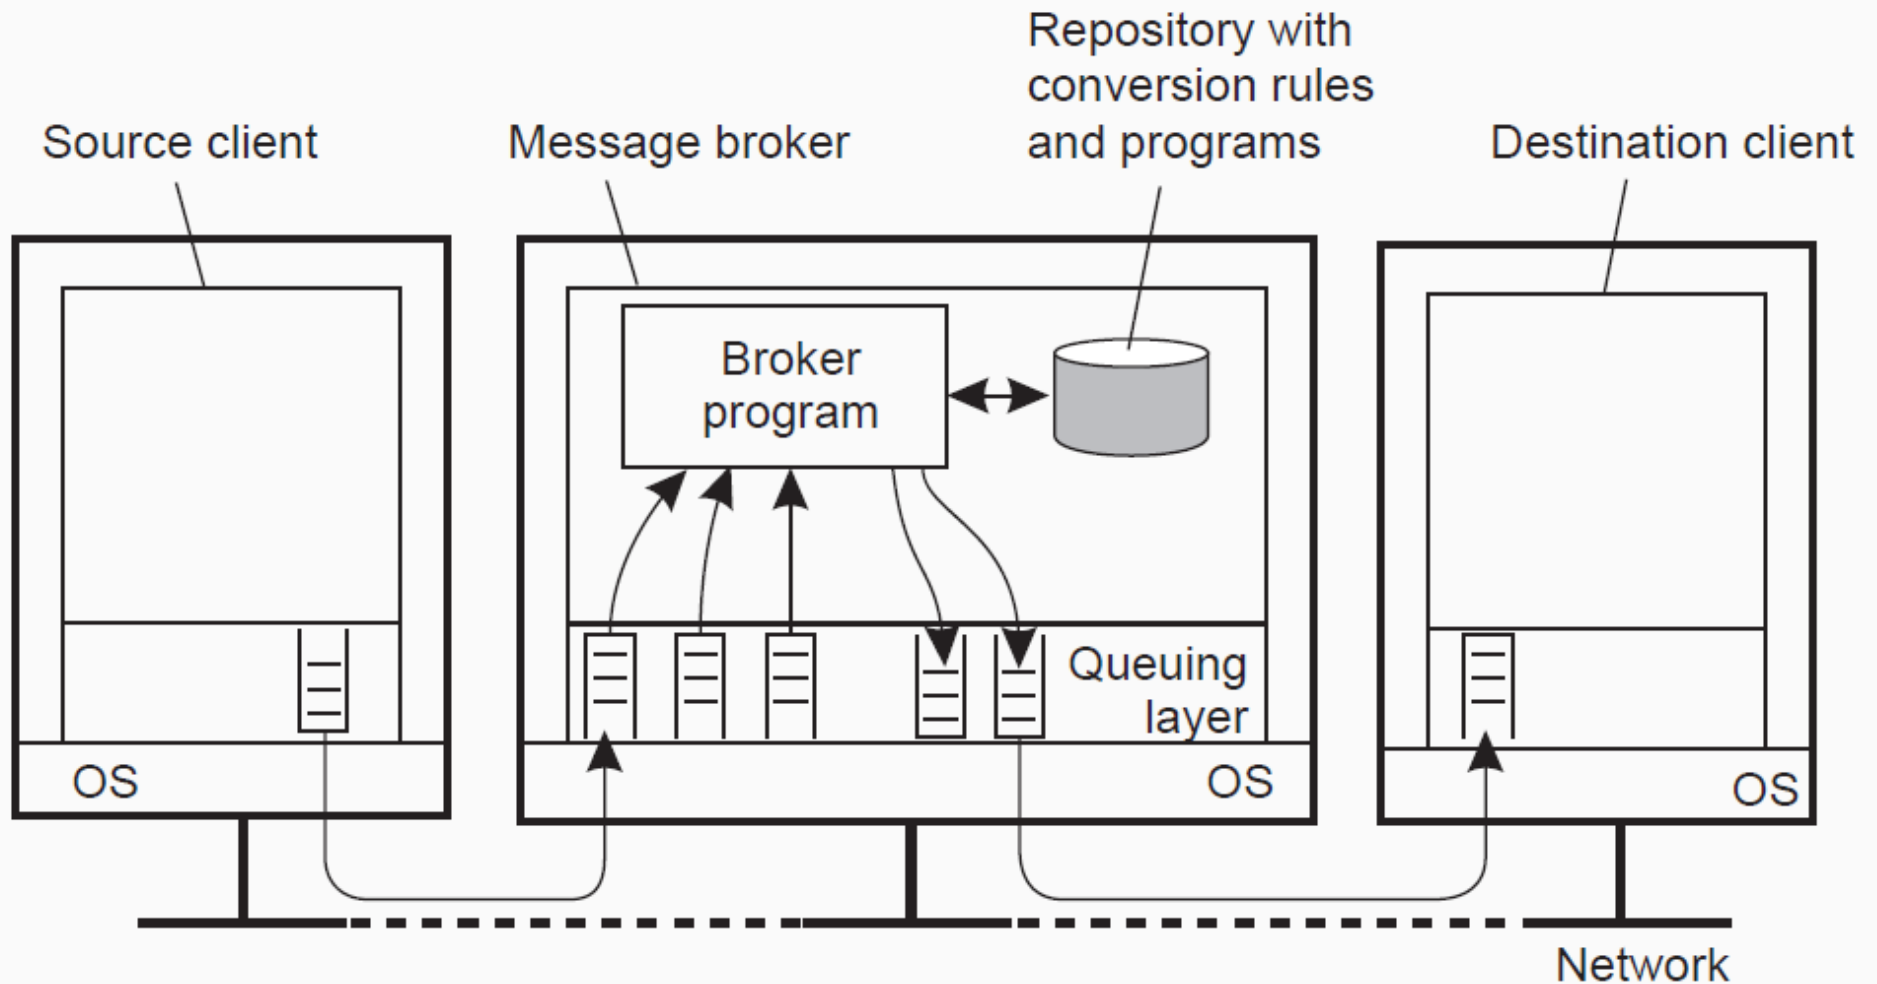 Repository with
conversion rules
and programs
Source client
Message broker
Destination client
Broker
program
Queuing
layer
OS
OS
OS
Network